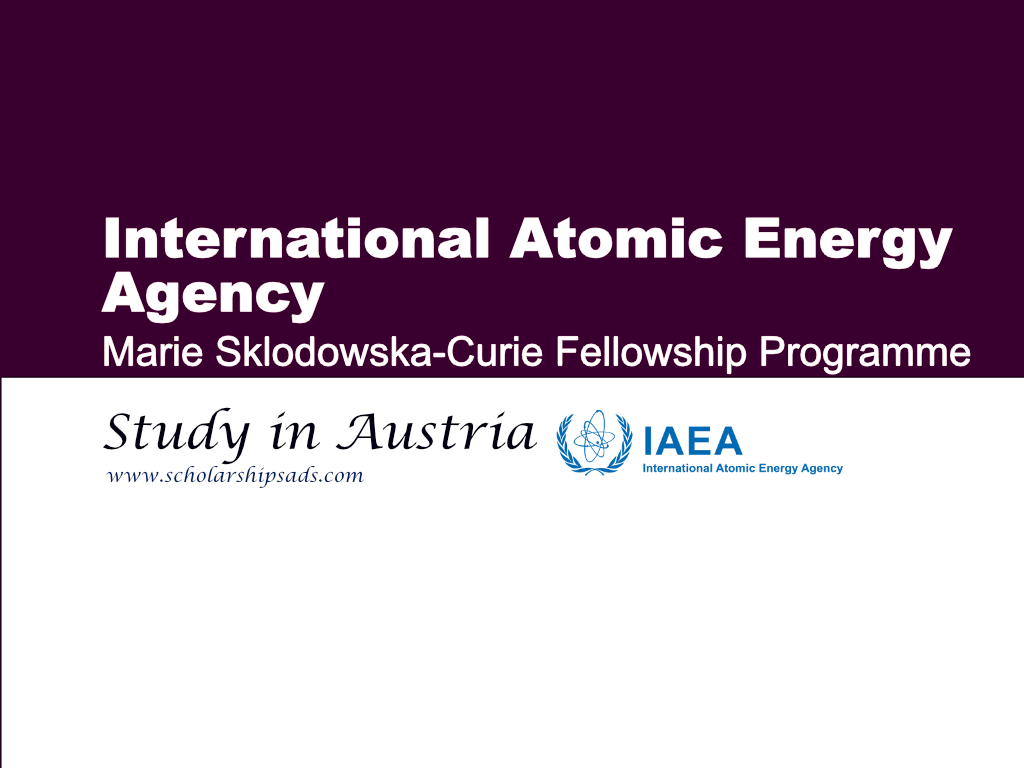 International Atomic Energy
Agency
Marie Sklodowska-Curie Fellowship Programme
Study in Austria
www.scholarshipsads.com
IAEA
International Atomic Energy Agency